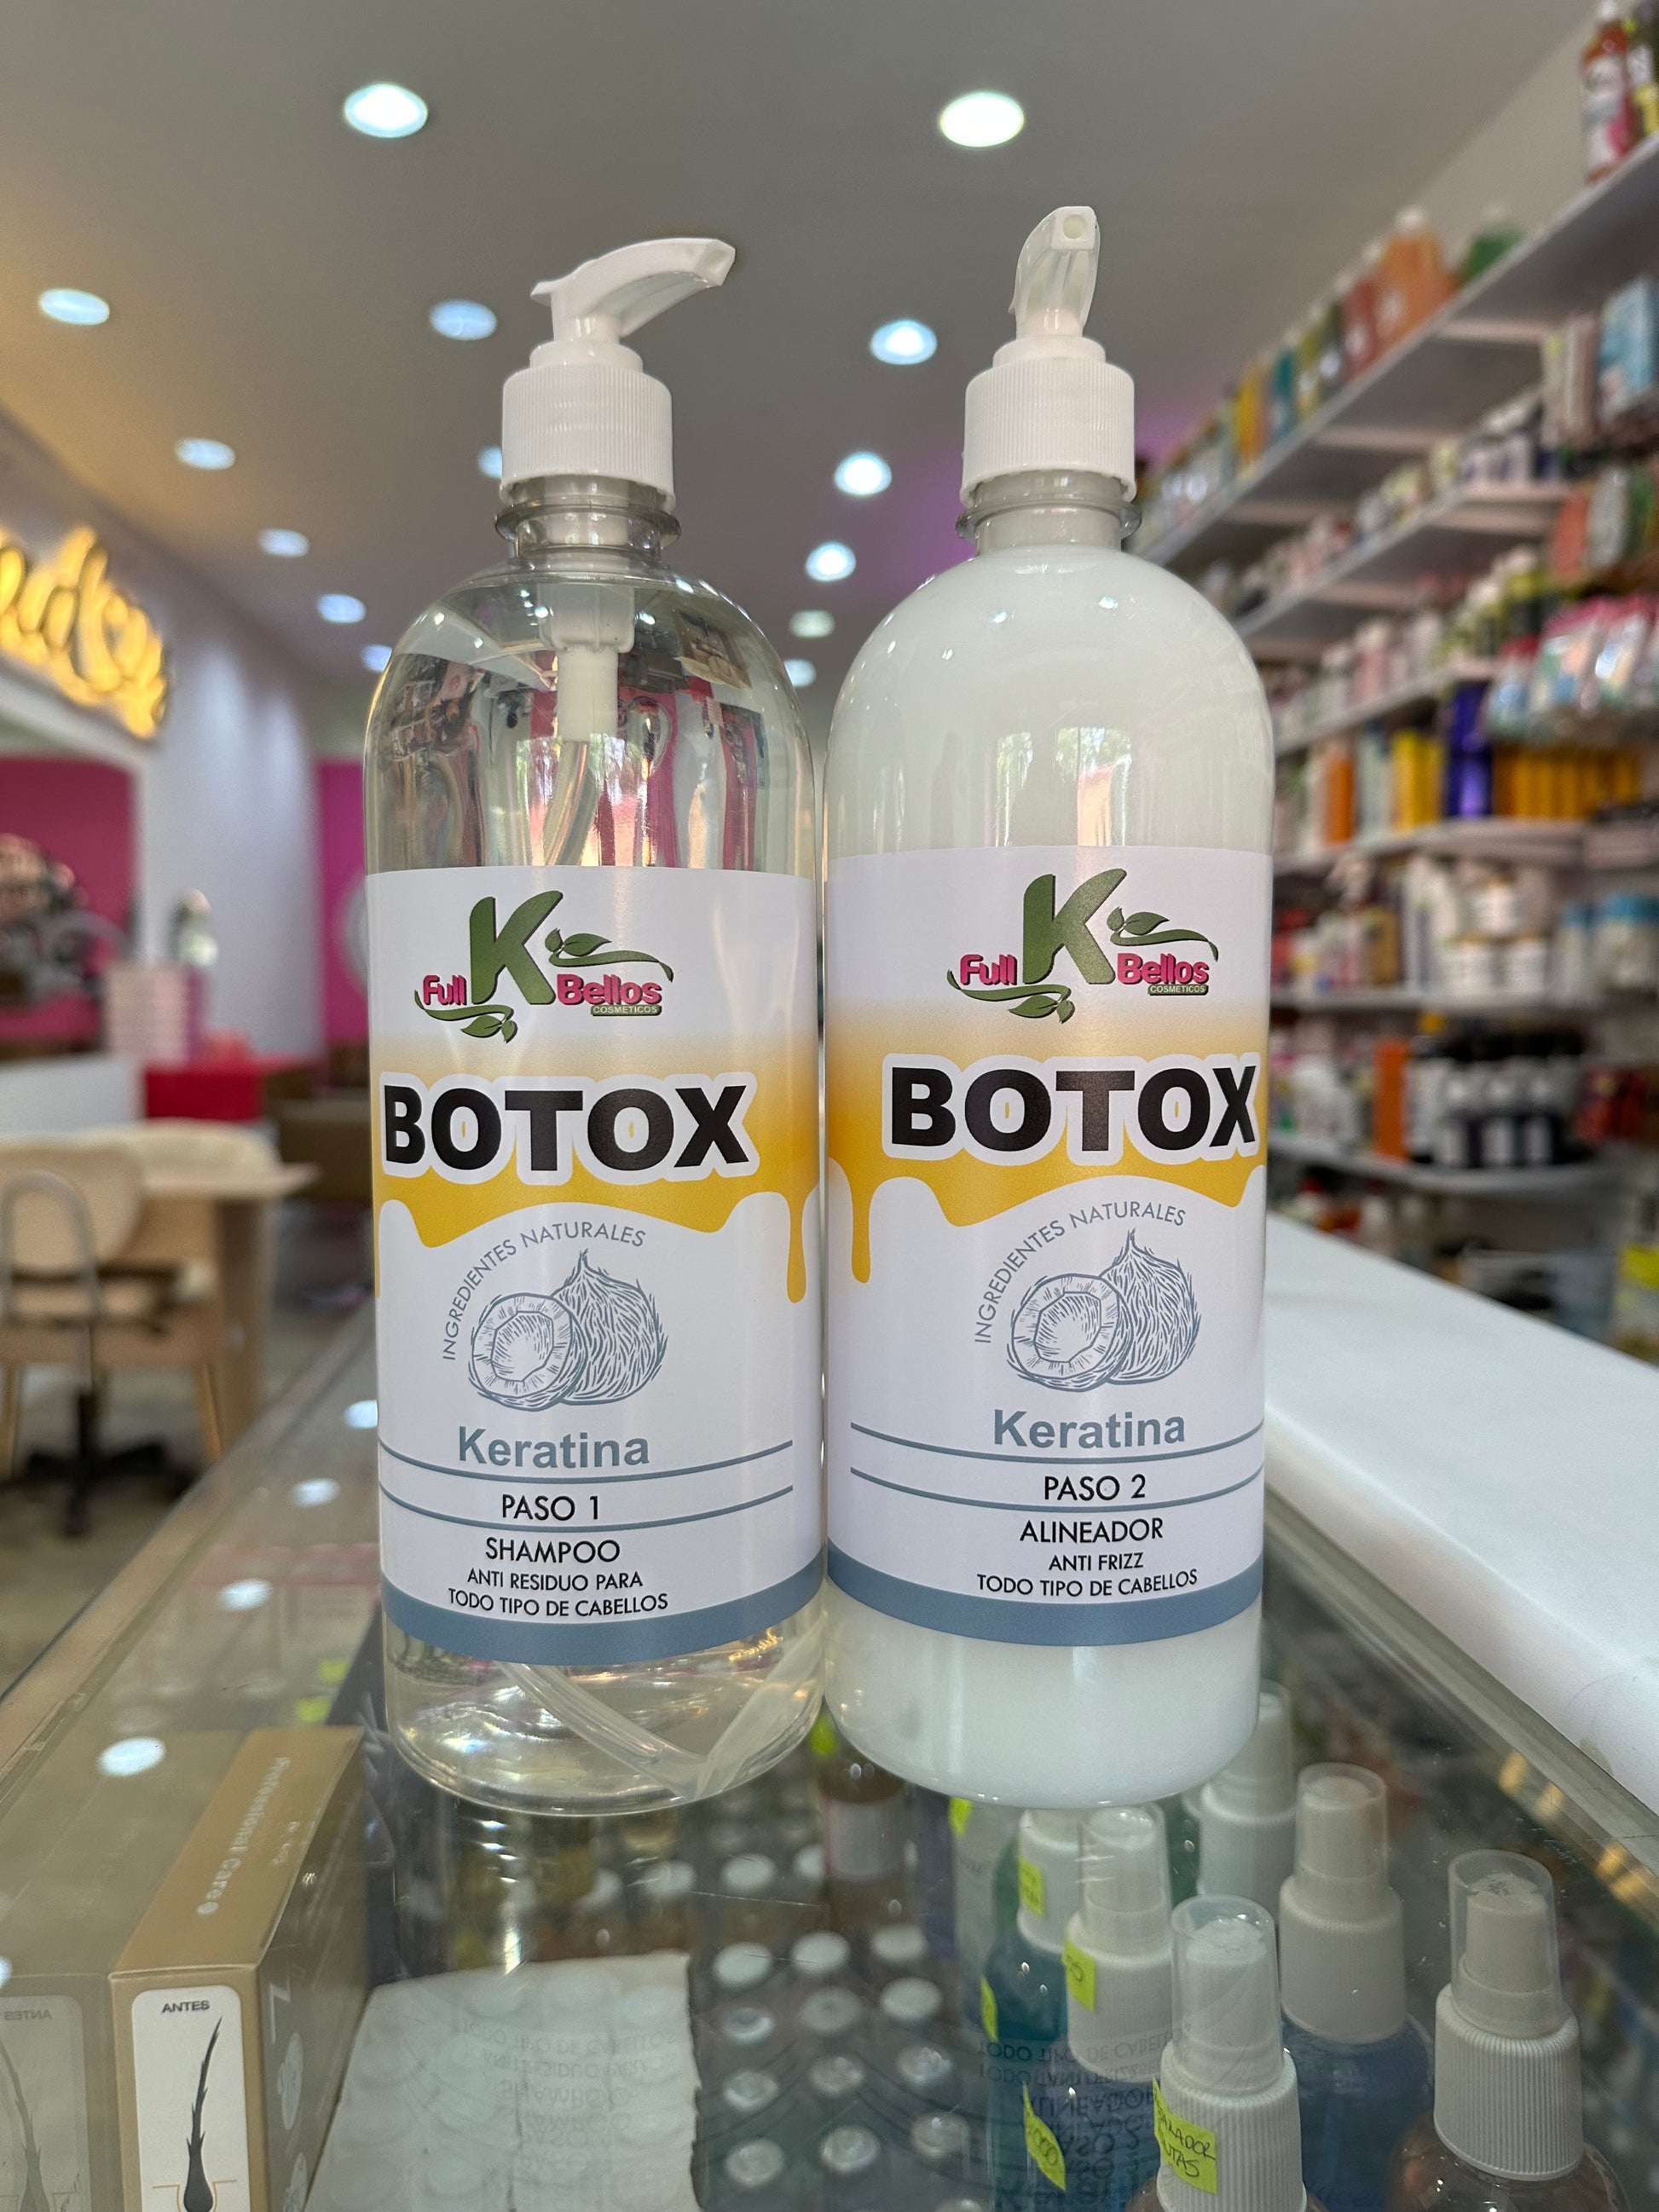 Full K Bellos
COSMETICOS
BOTOX
INGREDIENTES NATURALES
Keratina
PASO 1
SHAMPOO
ANTI RESIDUO PARA
TODO TIPO DE CABELLOS
Full K Bellos
COSMETICOS
BOTOX
INGREDIENTES NATURALES
Keratina
PASO 2
ALINEADOR
ANTI FRIZZ
TODO TIPO DE CABELLOS
Professional Care
ANTES